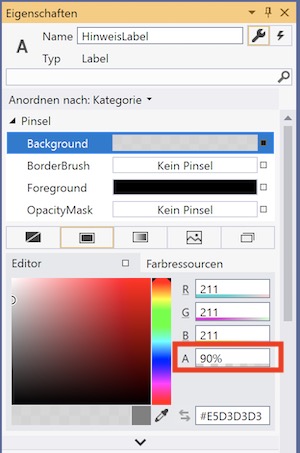 Eigenschaften
A Name HinweisLabel
Typ Label
Anordnen nach: Kategorie
Pinsel
Background
BorderBrush Kein Pinsel
Foreground
OpacityMask Kein Pinsel
Editor Farbressourcen
R 211
G 211
B 211
A 90%
#E5D3D3D3